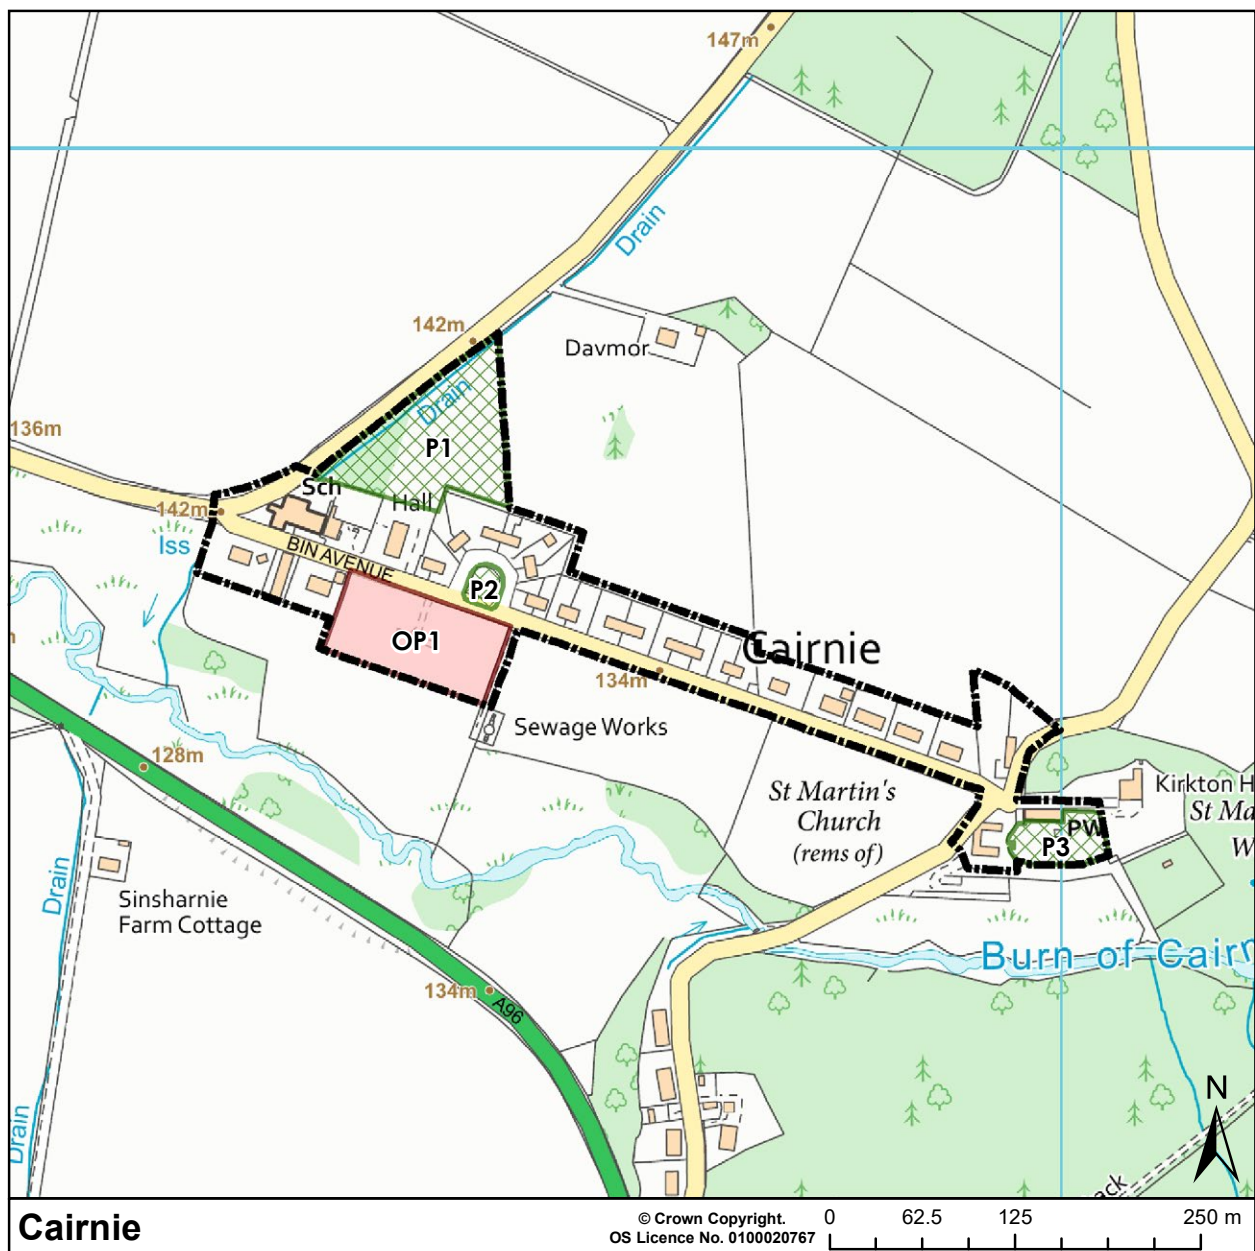 147m
Drain
142m
Davmor
Drain
P1
136m
Sch
Hall
142m
Iss
BIN AVENUE
P2
OP1
Cairnie
134m
Sewage Works
128m
St Martin's
Church
(rems of)
Kirkton H
St Ma
W
PW
P3
Drain
Sinsharnie
Farm Cottage
Burn of Cairn
134m
A96
N
Drain
ack
Cairnie
© Crown Copyright.
OS Licence No. 0100020767
0 62.5 125 250 m